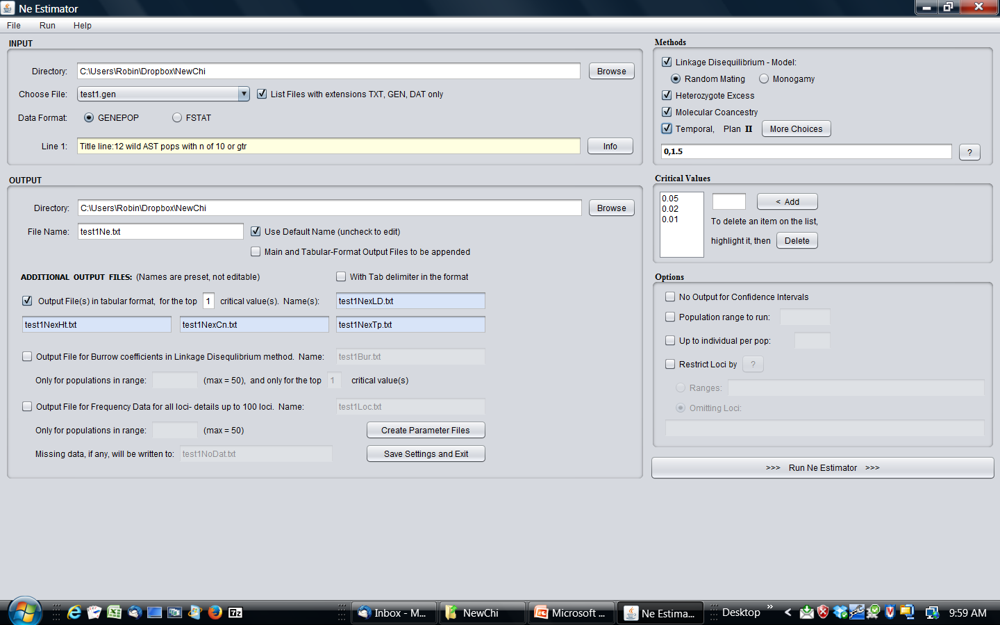 Ne Estimator
File Run Help
INPUT
Directory: C:\Users\Robin\Dropbox\NewChi Browse
Choose File: test1.gen List Files with extensions TXT, GEN, DAT only
Data Format: GENEPOP FSTAT
Line 1: Title line:12 wild AST pops with n of 10 or gtr Info
OUTPUT
Directory: C:\Users\Robin\Dropbox\NewChi Browse
File Name: test1Ne.txt Use Default Name (uncheck to edit)
Main and Tabular-Format Output Files to be appended
ADDITIONAL OUTPUT FILES: (Names are preset, not editable) With Tab delimiter in the format
Output File(s) in tabular format, for the top 1 critical value(s). Name(s): test1NexLD.txt
test1NexHt.txt test1NexCn.txt test1NexTp.txt
Output File for Burrow coefficients in Linkage Disequlibrium method. Name: test1Bur.txt
Only for populations in range: (max = 50), and only for the top 1 critical value(s)
Output File for Frequency Data for all loci- details up to 100 loci. Name: test1Loc.txt
Only for populations in range: (max = 50) Create Parameter Files
Missing data, if any, will be written to: test1NoDat.txt Save Settings and Exit
Methods
Linkage Disequilibrium - Model:
Random Mating Monogamy
Heterozygote Excess
Molecular Coancestry
Temporal, Plan II More Choices
0,1.5 ?
Critical Values
0.05
0.02
0.01
< Add
To delete an item on the list,
highlight it, then Delete
Options
No Output for Confidence Intervals
Population range to run:
Up to individual per pop:
Restrict Loci by ?
Ranges:
Omitting Loci:
>>> Run Ne Estimator >>>
Inbox - M... NewChi Microsoft ... Ne Estima... Desktop » < 9:59 AM